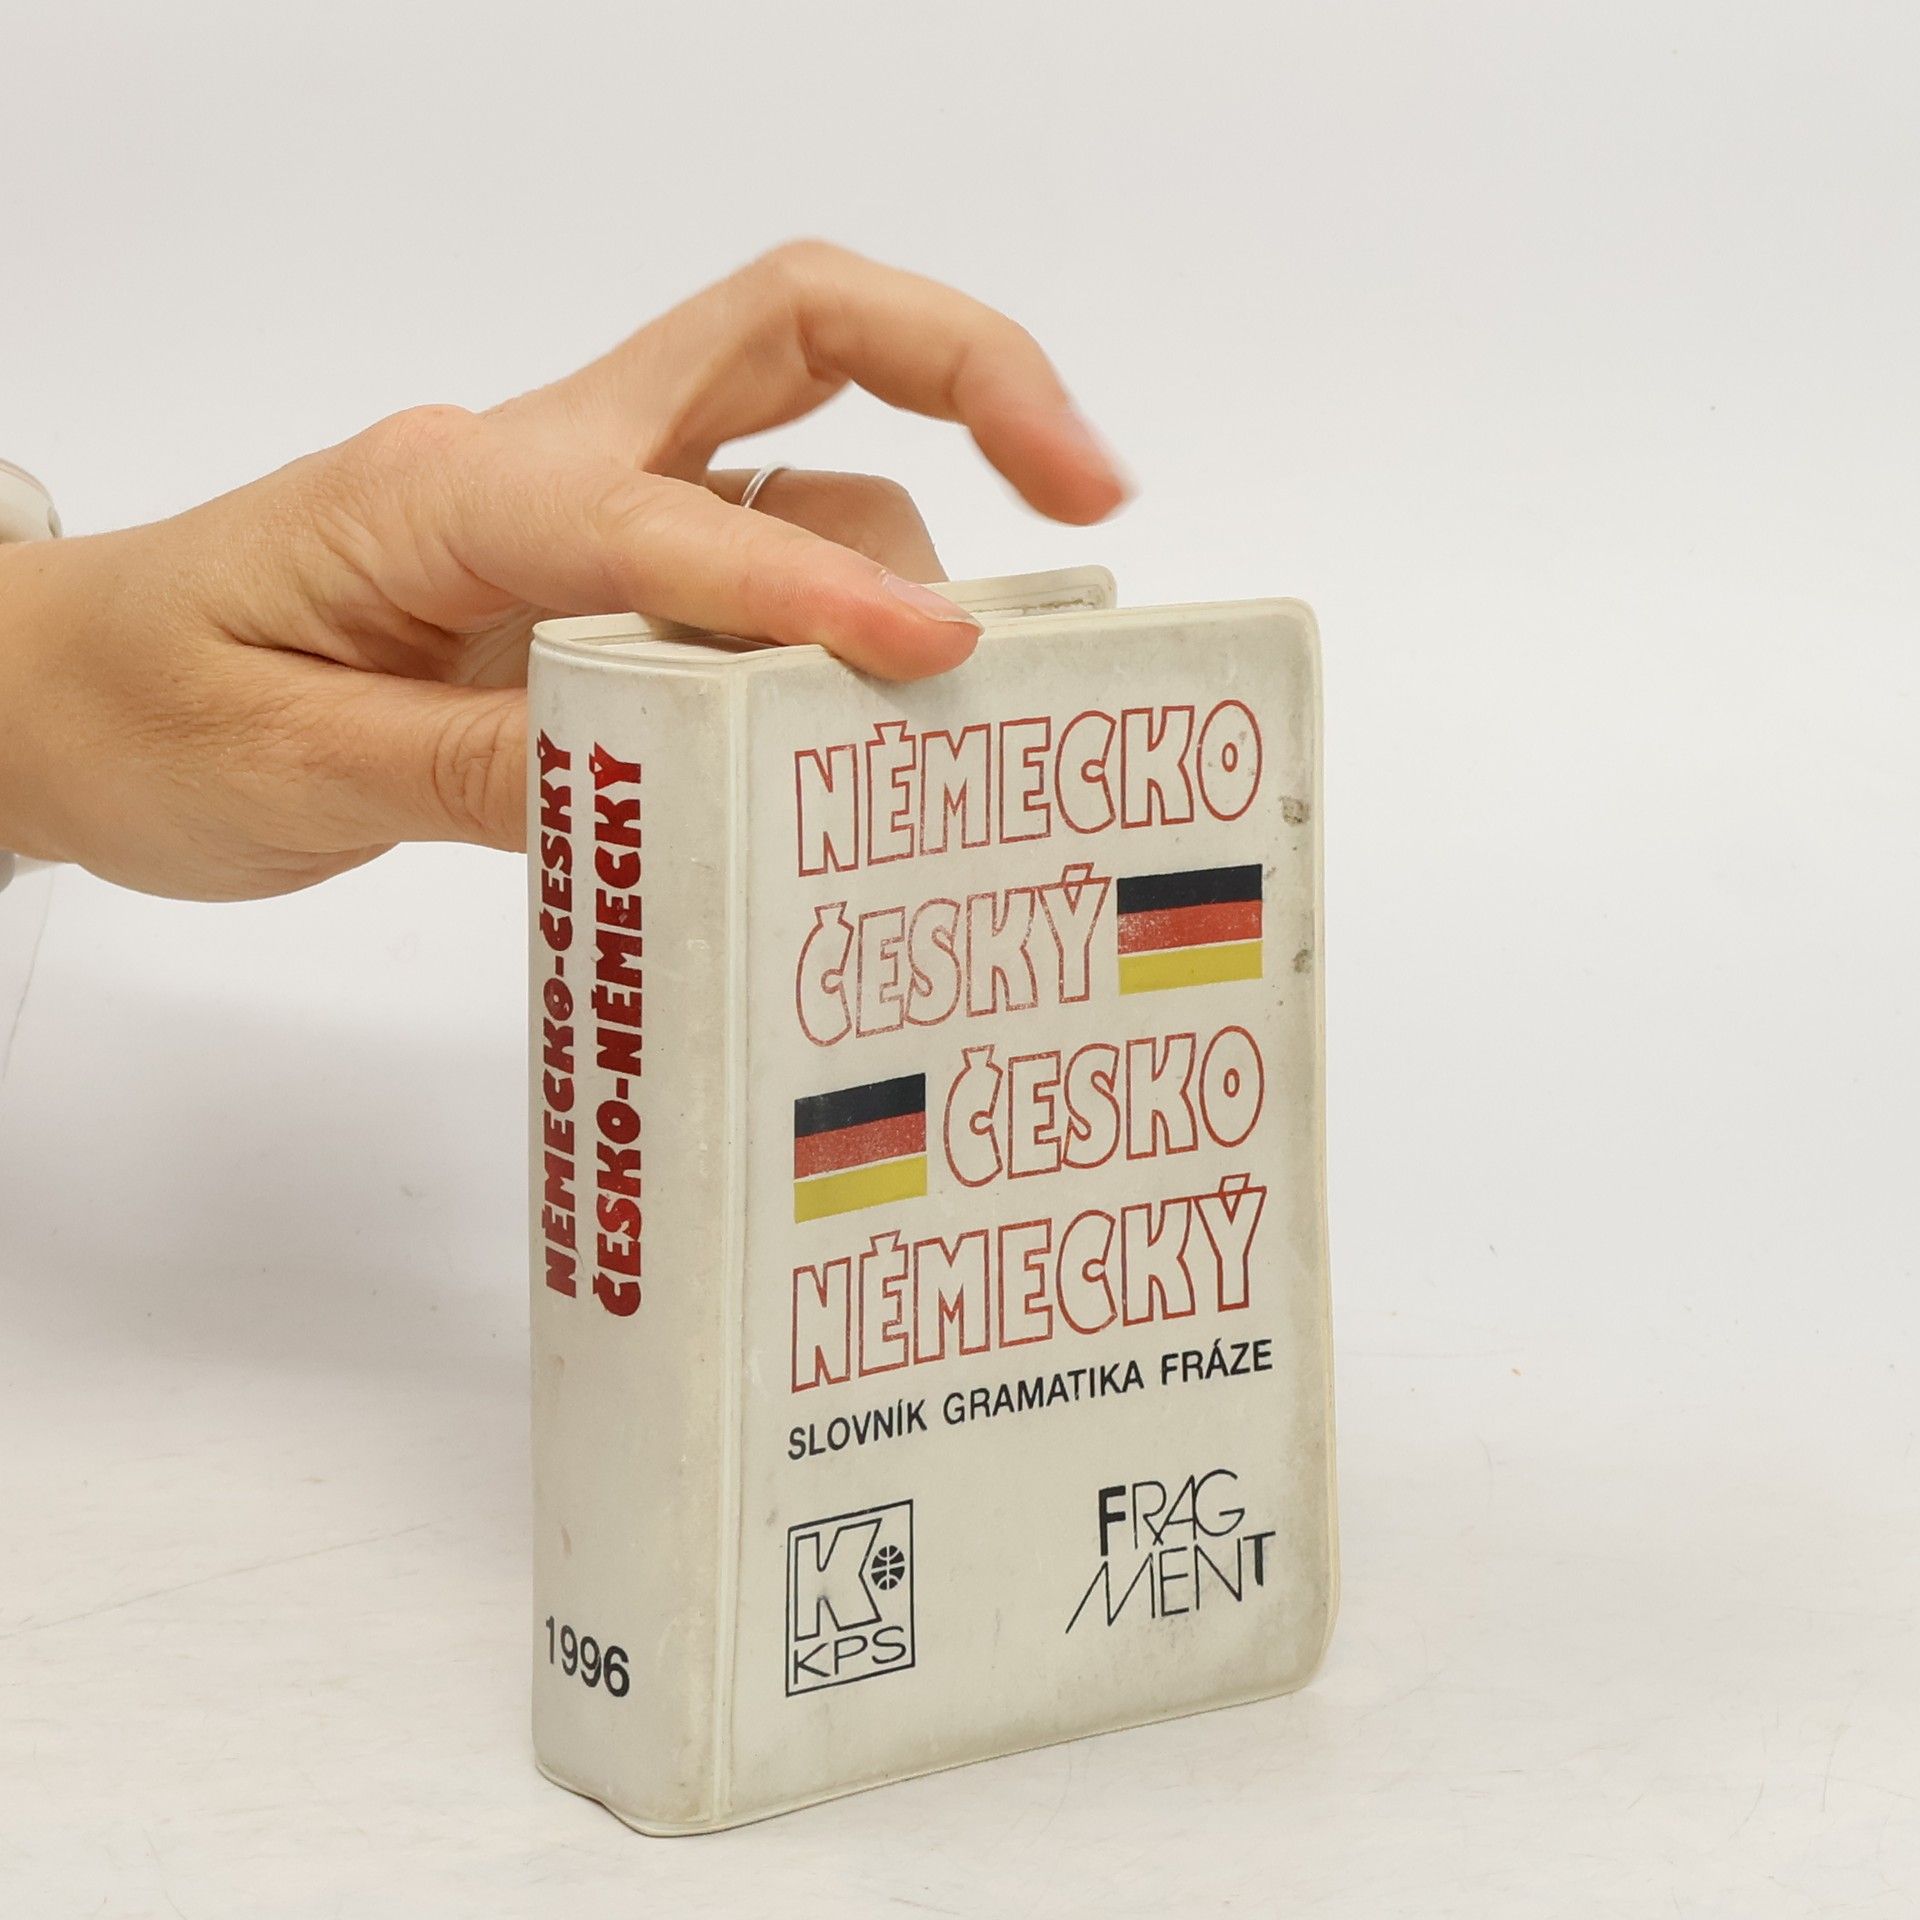 NĚMECKO-ČESKÝ
ČESKO-NĚMECKÝ
1996
NĚMECKO
ČESKÝ
ČESKO
NĚMECKÝ
SLOVNÍK GRAMATIKA FRÁZE
K
KPS
FRAG
MENT